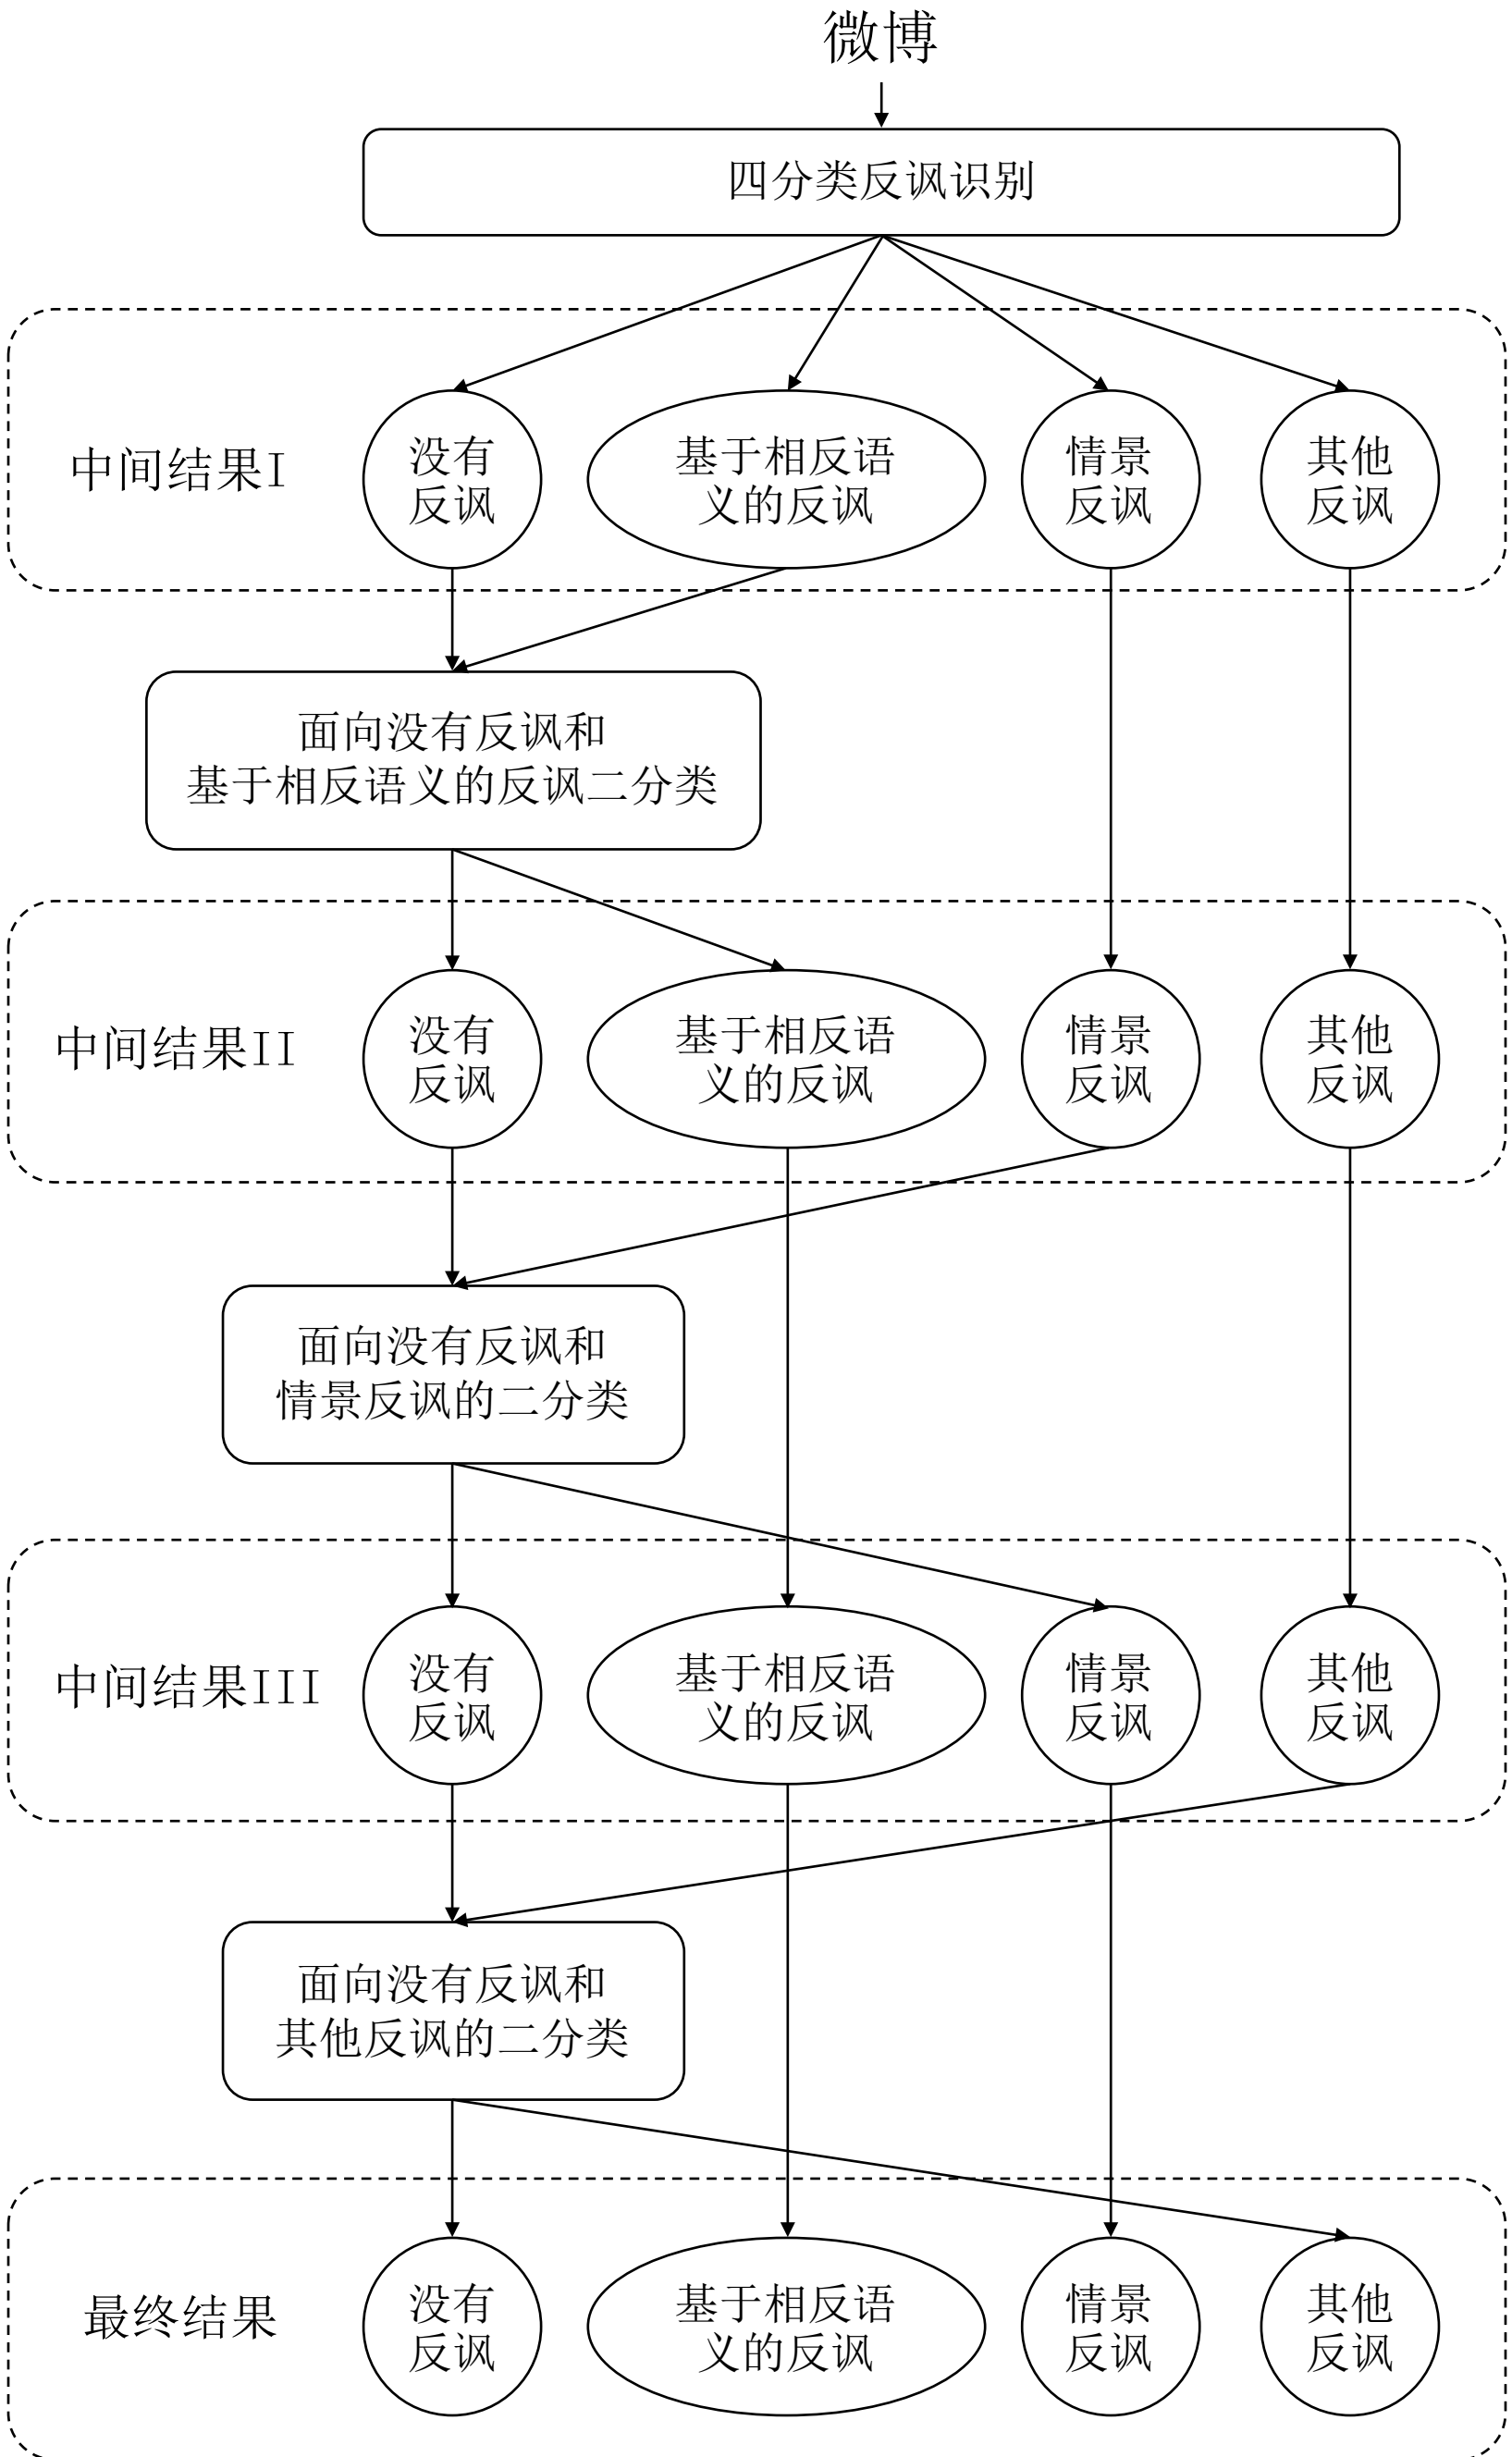 微博
四分类反讽识别
中间结果I
没有
反讽
基于相反语
义的反讽
情景
反讽
其他
反讽
面向没有反讽和
基于相反语义的反讽二分类
中间结果II
没有
反讽
基于相反语
义的反讽
情景
反讽
其他
反讽
面向没有反讽和
情景反讽的二分类
中间结果III
没有
反讽
基于相反语
义的反讽
情景
反讽
其他
反讽
面向没有反讽和
其他反讽的二分类
最终结果
没有
反讽
基于相反语
义的反讽
情景
反讽
其他
反讽